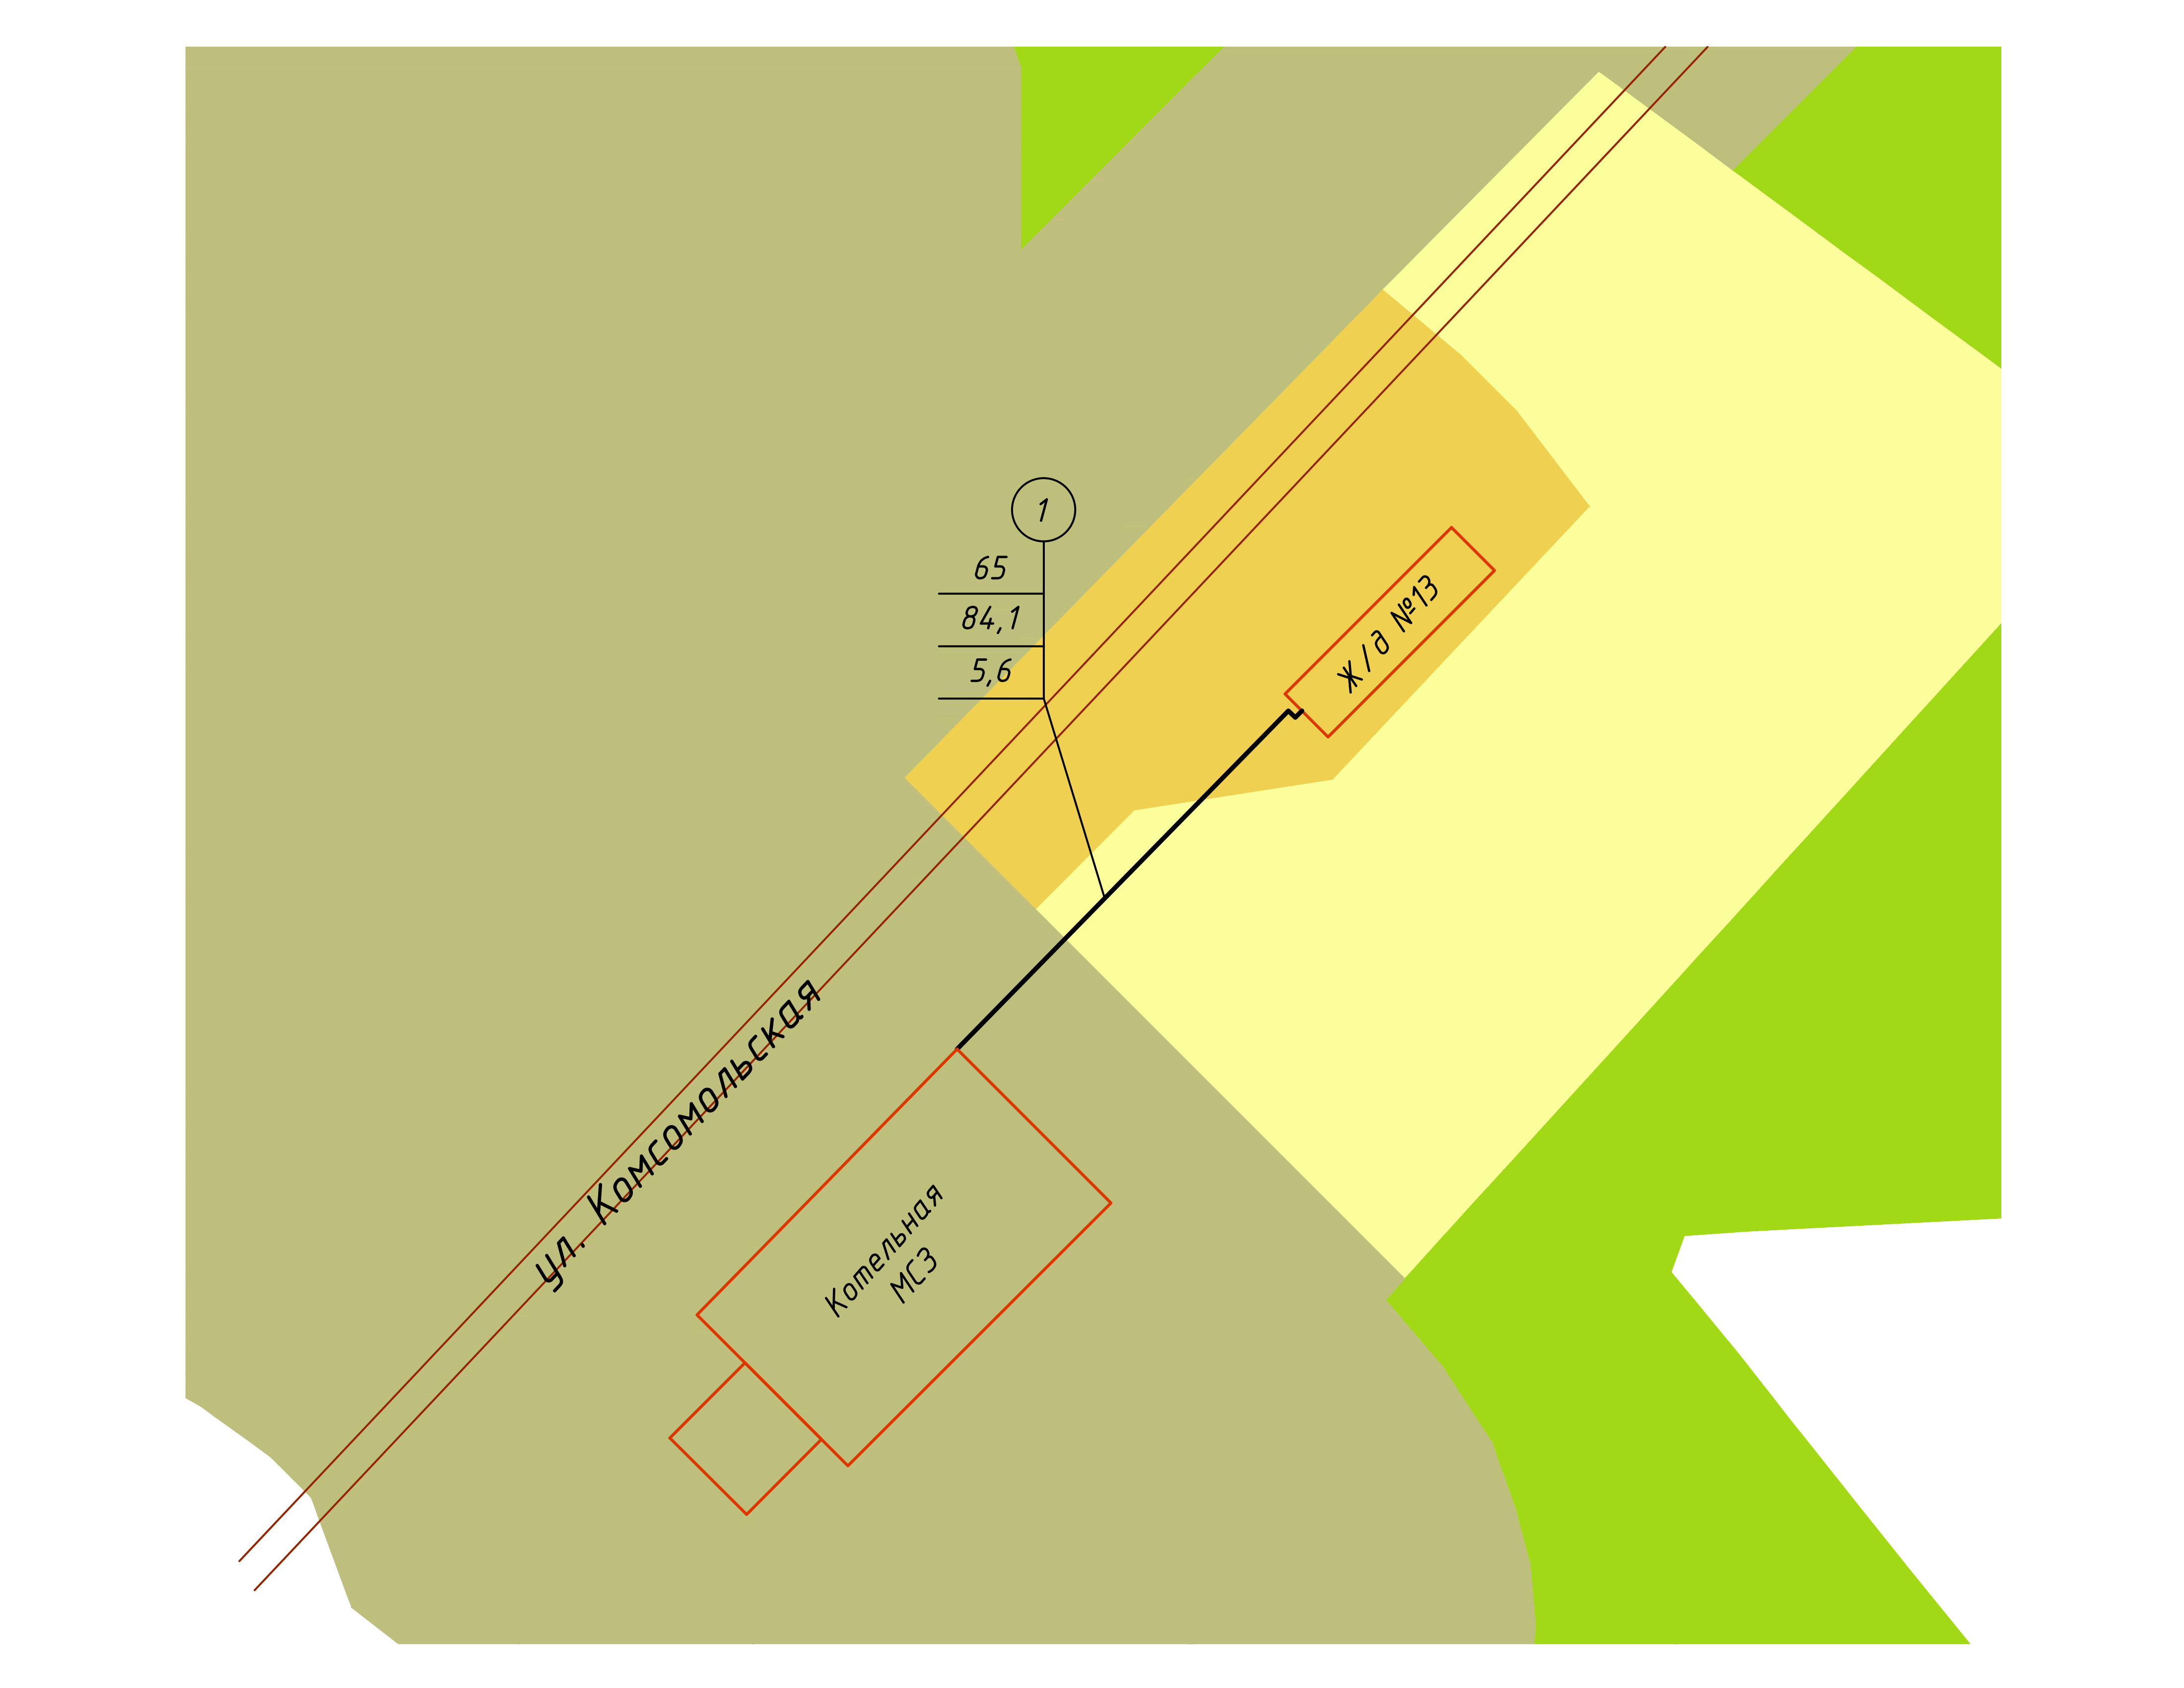 1
65
84,1
5,6
Ж/д №13
ул. Комсомольская
Котельная
МСЗ